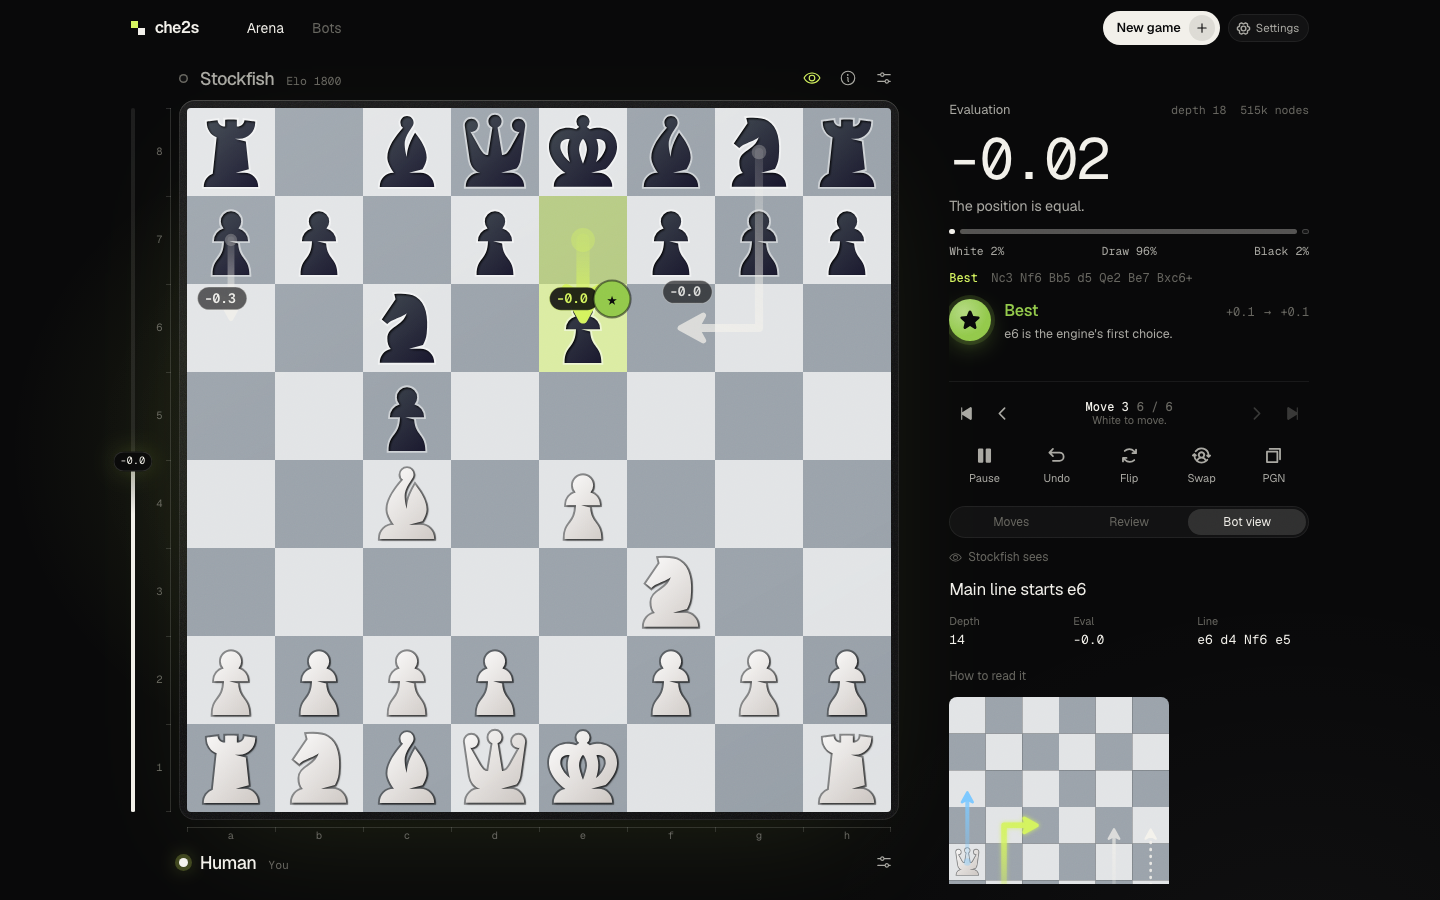 che2s
Arena
Bots
New game
Settings
Stockfish Elo 1800
8
7
6
5
4
3
2
1
-0.3
-0.0
-0.0
-0.0
a b c d e f g h
Human You
Evaluation
depth 18 515k nodes
-0.02
The position is equal.
White 2% Draw 96% Black 2%
Best Nc3 Nf6 Bb5 d5 Qe2 Be7 Bxc6+
Best
+0.1 → +0.1
e6 is the engine's first choice.
Move 3 6 / 6
White to move.
Pause Undo Flip Swap PGN
Moves Review Bot view
Stockfish sees
Main line starts e6
Depth Eval Line
14 -0.0 e6 d4 Nf6 e5
How to read it